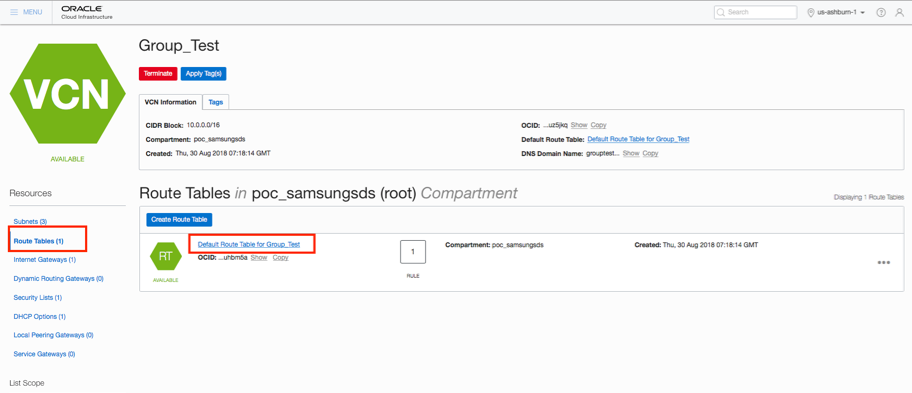 MENU
ORACLE
Cloud Infrastructure
Search
us-ashburn-1
VCN
AVAILABLE
Group_Test
Terminate
Apply Tag(s)
VCN Information
Tags
CIDR Block: 10.0.0.0/16
Compartment: poc_samsungsds
Created: Thu, 30 Aug 2018 07:18:14 GMT
OCID: ...uz5jkq Show Copy
Default Route Table: Default Route Table for Group_Test
DNS Domain Name: grouptest... Show Copy
Resources
Subnets (3)
Route Tables (1)
Internet Gateways (1)
Dynamic Routing Gateways (0)
Security Lists (1)
DHCP Options (1)
Local Peering Gateways (0)
Service Gateways (0)
List Scope
Route Tables in poc_samsungsds (root) Compartment
Displaying 1 Route Tables
Create Route Table
RT
AVAILABLE
Default Route Table for Group_Test
OCID: ...uhbm5a Show Copy
1
RULE
Compartment: poc_samsungsds
Created: Thu, 30 Aug 2018 07:18:14 GMT